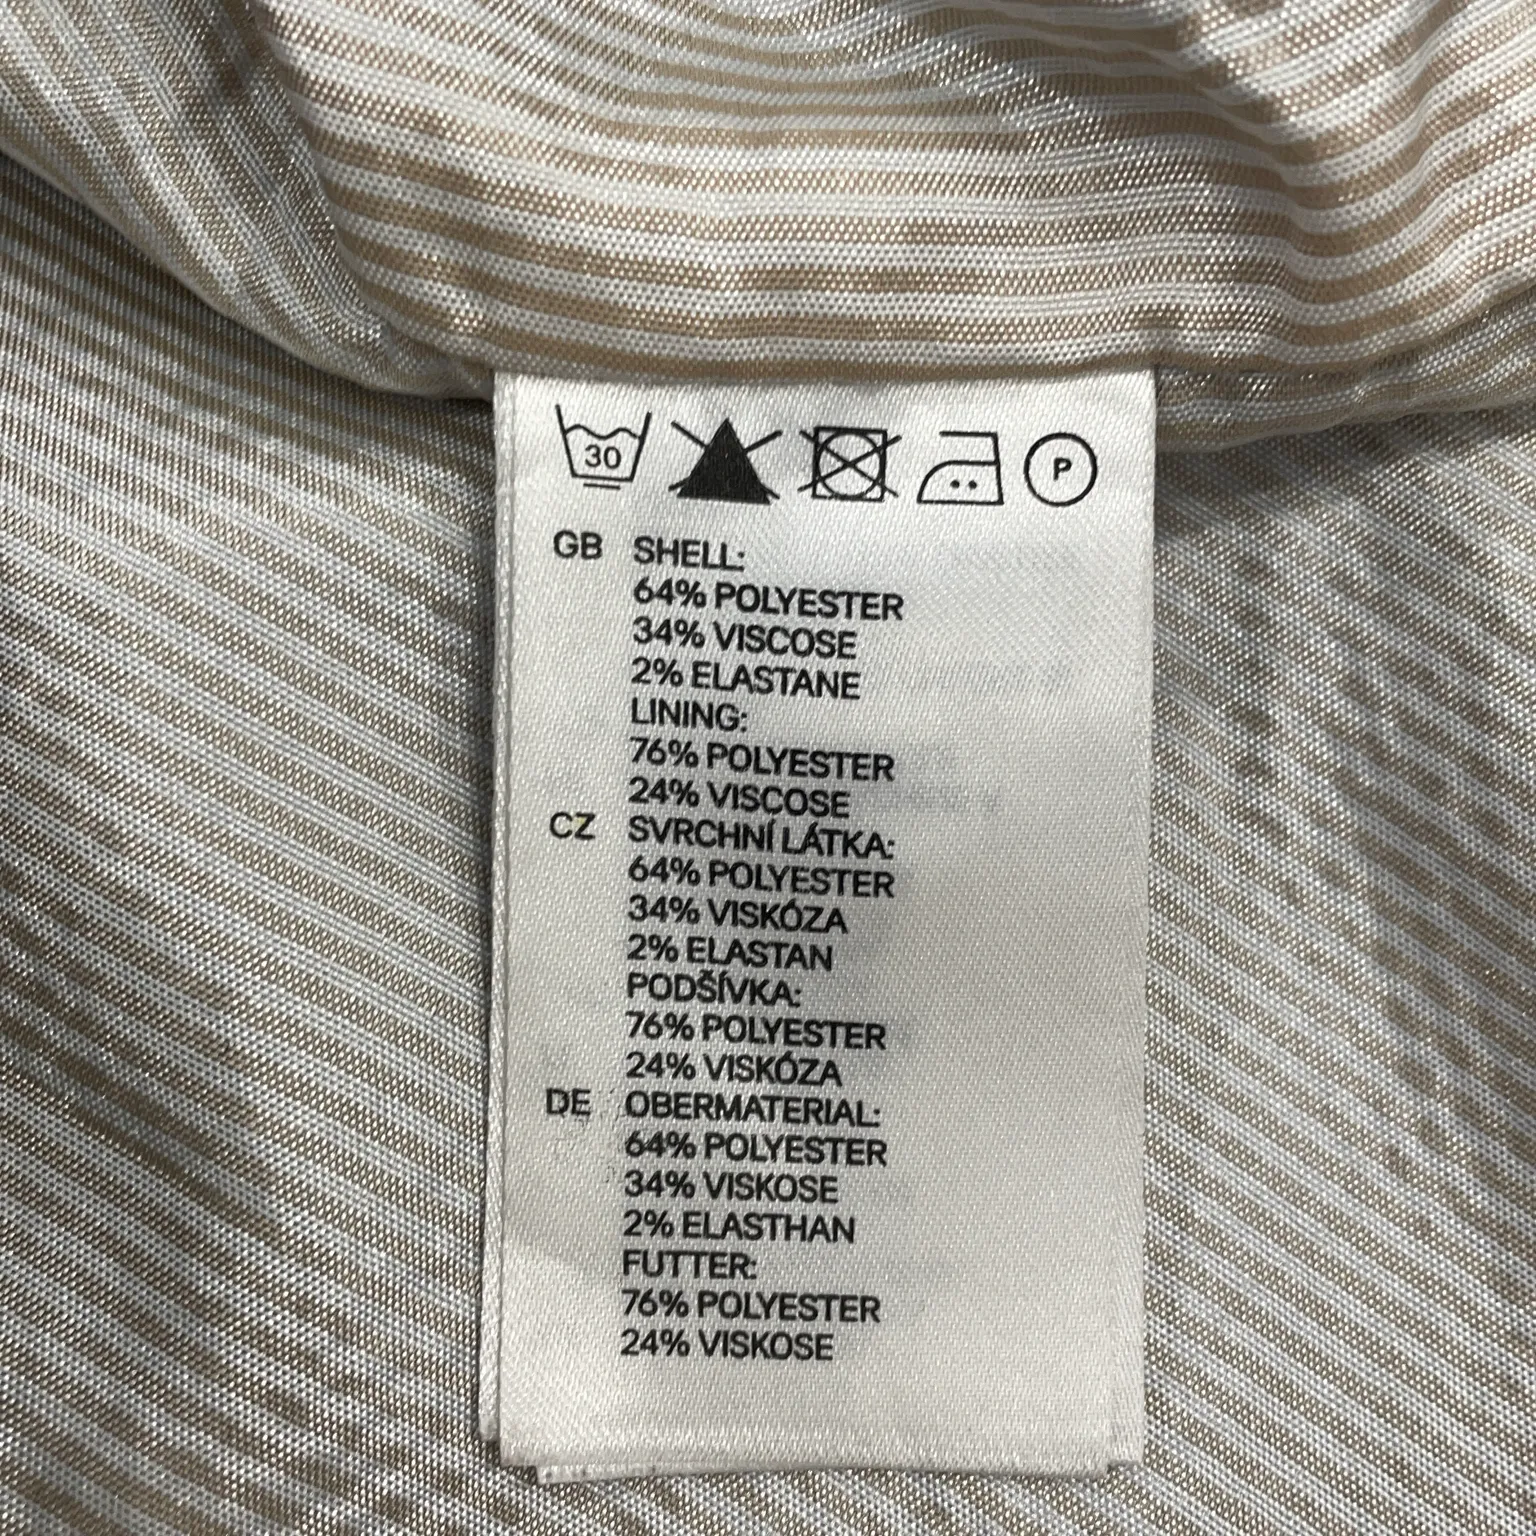 30
P
GB SHELL:
64% POLYESTER
34% VISCOSE
2% ELASTANE
LINING:
76% POLYESTER
24% VISCOSE
CZ SVRCHNÍ LÁTKA:
64% POLYESTER
34% VISKÓZA
2% ELASTAN
PODŠÍVKA:
76% POLYESTER
24% VISKÓZA
DE OBERMATERIAL:
64% POLYESTER
34% VISKOSE
2% ELASTHAN
FUTTER:
76% POLYESTER
24% VISKOSE